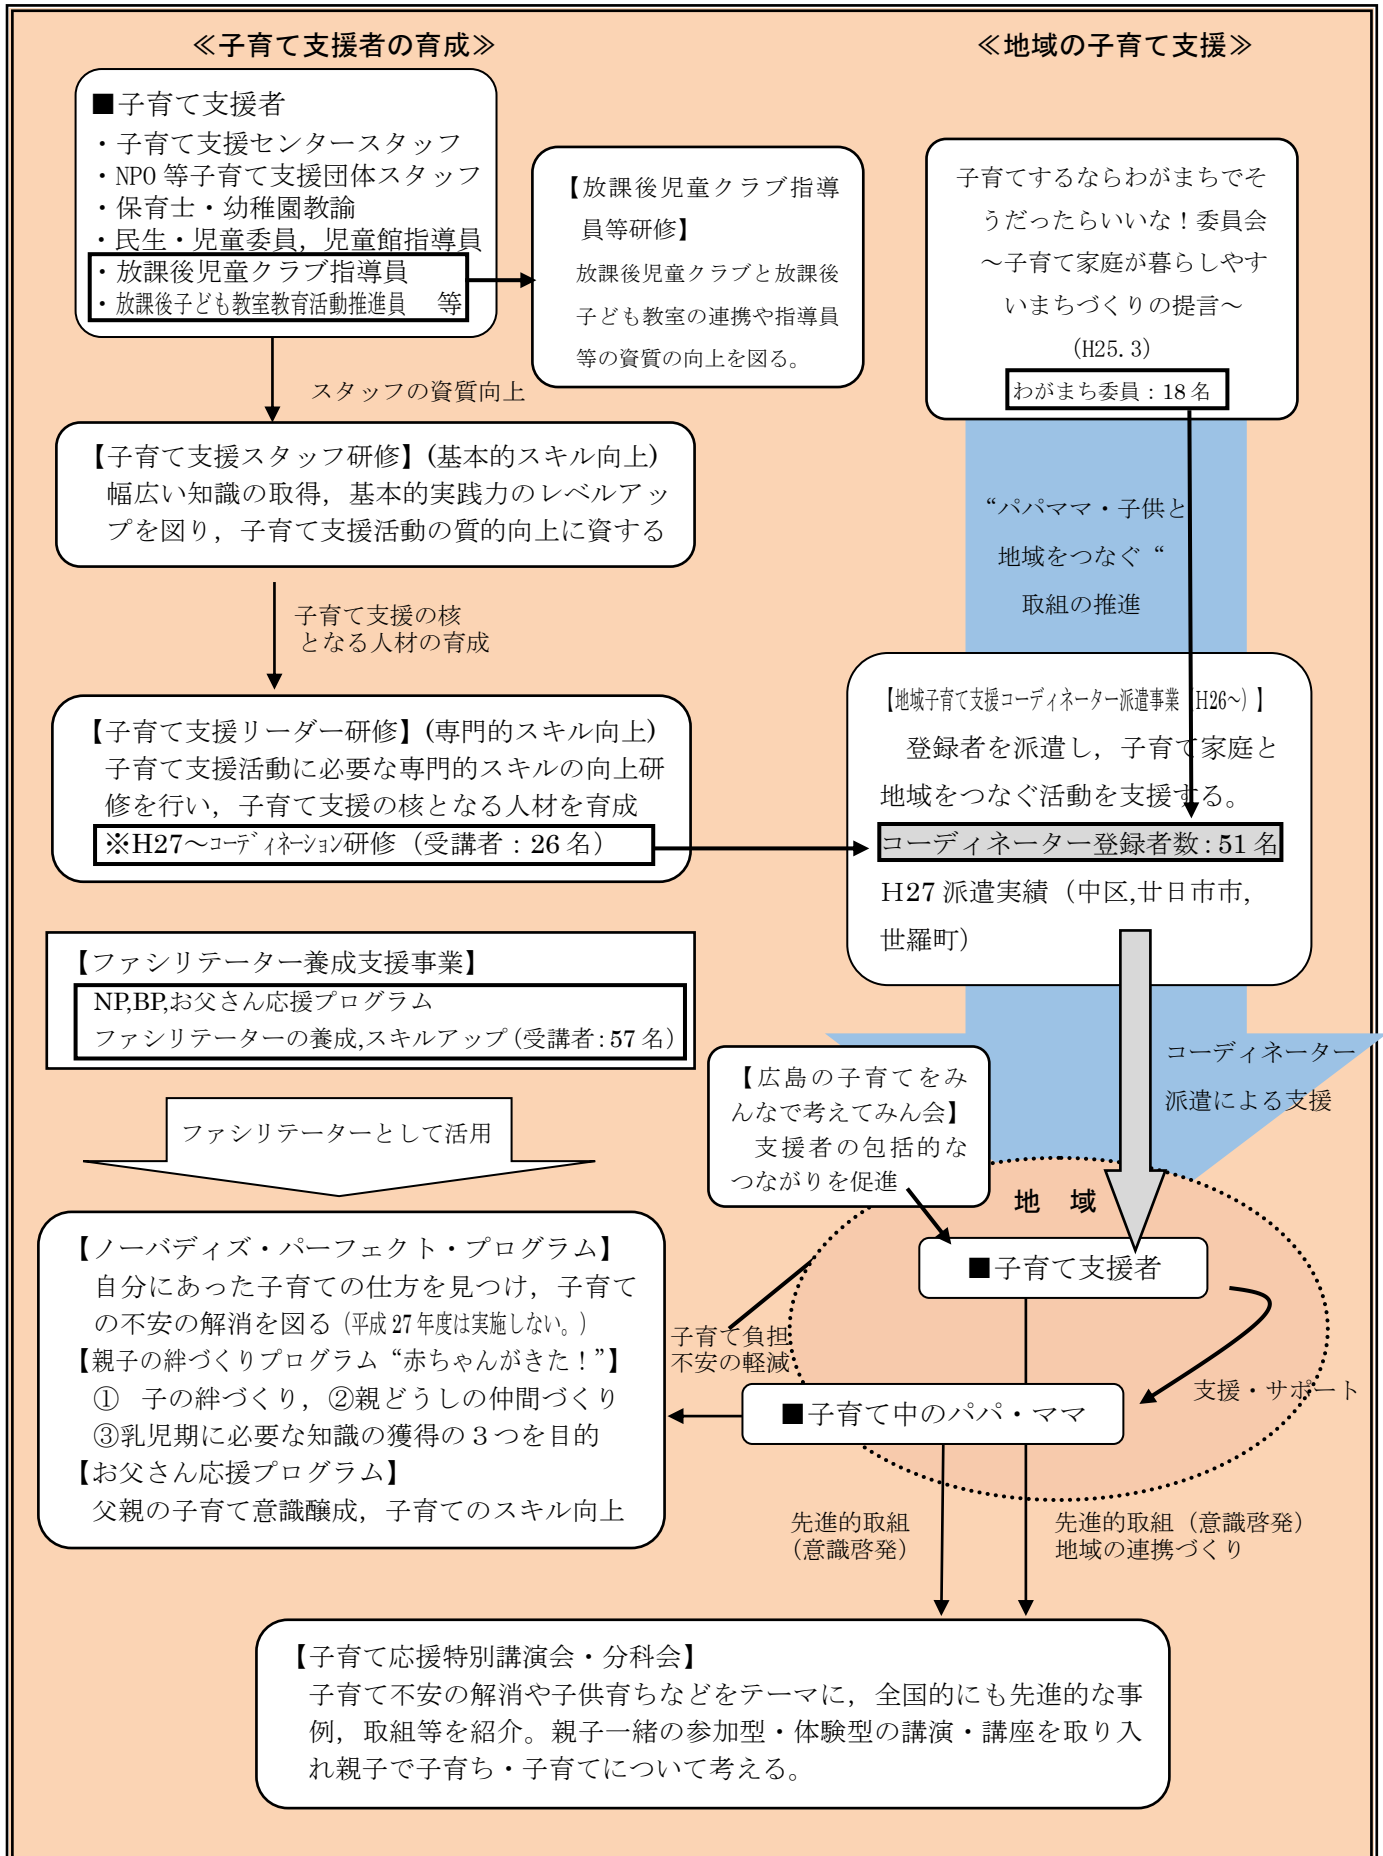 ≪子育て支援者の育成≫
≪地域の子育て支援≫
■子育て支援者
・子育て支援センタースタッフ
・NPO 等子育て支援団体スタッフ
・保育士・幼稚園教諭
・民生・児童委員，児童館指導員
・放課後児童クラブ指導員
・放課後子ども教室教育活動推進員　等
【放課後児童クラブ指導
員等研修】
放課後児童クラブと放課後
子ども教室の連携や指導員
等の資質の向上を図る。
子育てするならわがまちでそ
うだったらいいな！委員会
～子育て家庭が暮らしやす
いまちづくりの提言～
(H25.3)
わがまち委員：18 名
スタッフの資質向上
【子育て支援スタッフ研修】(基本的スキル向上)
幅広い知識の取得，基本的実践力のレベルアッ
プを図り，子育て支援活動の質的向上に資する
“パパママ・子供と
地域をつなぐ“
取組の推進
子育て支援の核
となる人材の育成
【子育て支援リーダー研修】(専門的スキル向上)
子育て支援活動に必要な専門的スキルの向上研
修を行い，子育て支援の核となる人材を育成
※H27～ｺｰﾃﾞｨﾈｰｼｮﾝ研修（受講者：26 名）
【地域子育て支援コーディネーター派遣事業（H26～）】
登録者を派遣し，子育て家庭と
地域をつなぐ活動を支援する。
コーディネーター登録者数：51 名
H27 派遣実績（中区,廿日市市,
世羅町）
【ファシリテーター養成支援事業】
NP,BP,お父さん応援プログラム
ファシリテーターの養成,スキルアップ（受講者：57 名）
ファシリテーターとして活用
【広島の子育てをみ
んなで考えてみん会】
支援者の包括的な
つながりを促進
コーディネーター
派遣による支援
地　域
■子育て支援者
【ノーバディズ・パーフェクト・プログラム】
自分にあった子育ての仕方を見つけ，子育て
の不安の解消を図る（平成 27 年度は実施しない。）
【親子の絆づくりプログラム“赤ちゃんがきた！”】
①　子の絆づくり，②親どうしの仲間づくり
③乳児期に必要な知識の獲得の３つを目的
【お父さん応援プログラム】
父親の子育て意識醸成，子育てのスキル向上
子育て負担
不安の軽減
支援・サポート
■子育て中のパパ・ママ
先進的取組
（意識啓発）
先進的取組（意識啓発）
地域の連携づくり
【子育て応援特別講演会・分科会】
子育て不安の解消や子供育ちなどをテーマに，全国的にも先進的な事
例，取組等を紹介。親子一緒の参加型・体験型の講演・講座を取り入
れ親子で子育ち・子育てについて考える。